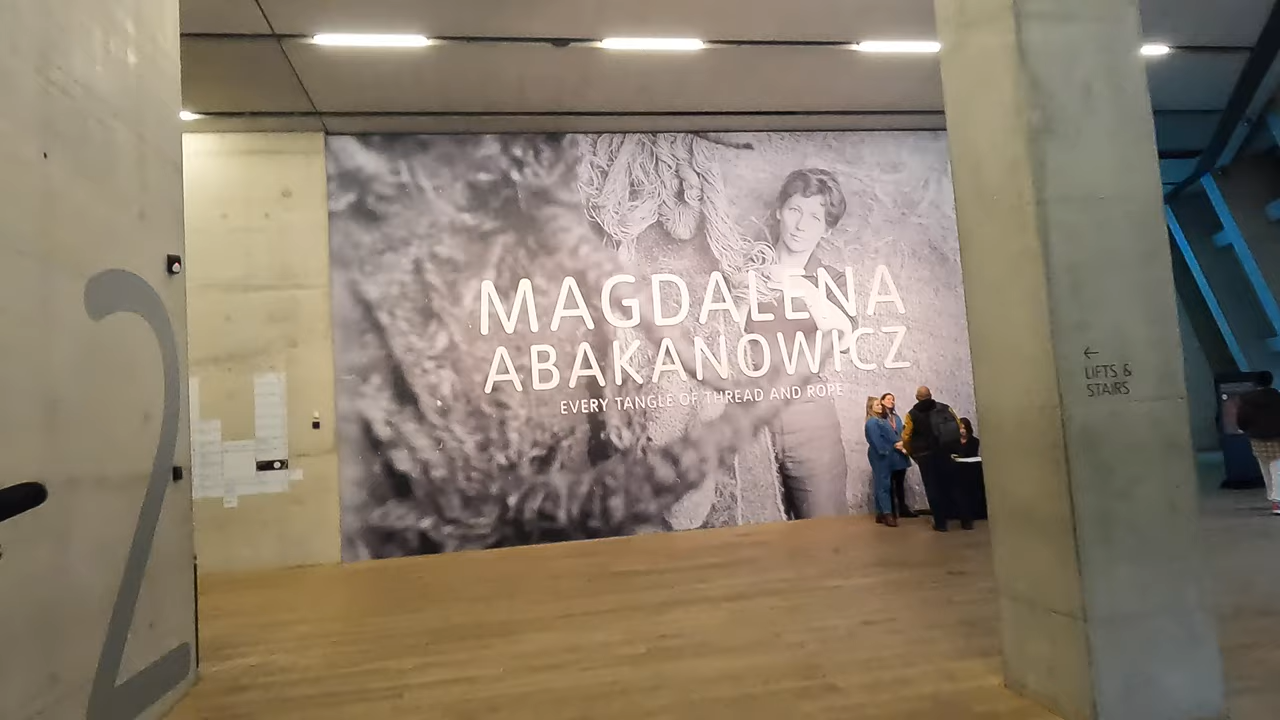 2
MAGDALENA
ABAKANOWICZ
EVERY TANGLE OF THREAD AND ROPE
←
LIFTS &
STAIRS